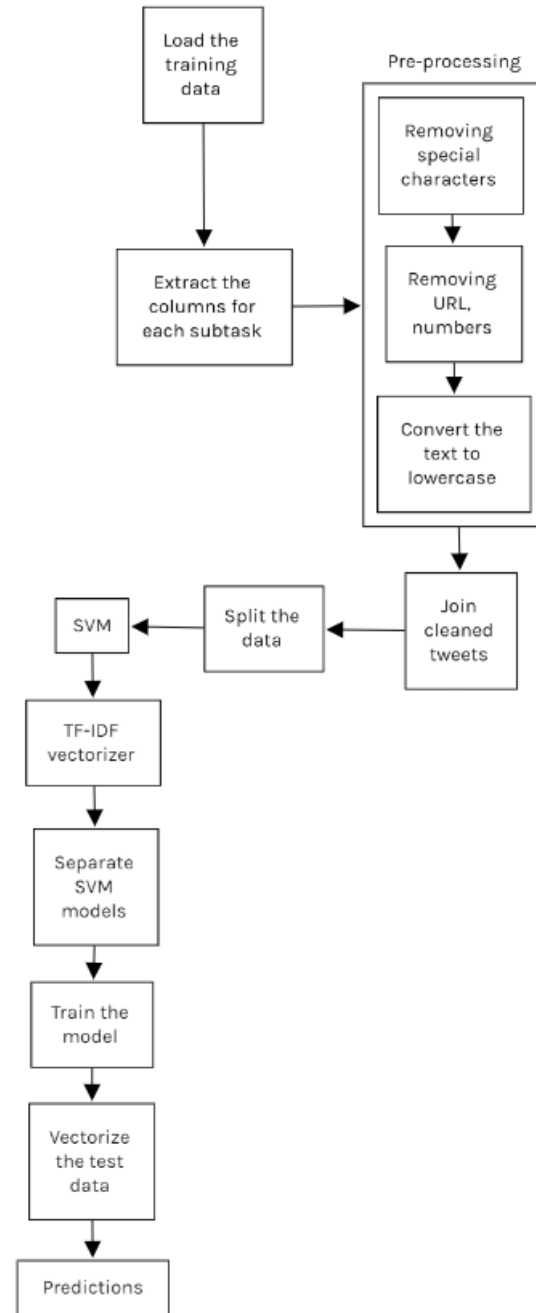 Load the
training
data
Pre-processing
Removing
special
characters
Extract the
columns for
each subtask
Removing
URL,
numbers
Convert the
text to
lowercase
Join
cleaned
tweets
Split the
data
SVM
TF-IDF
vectorizer
Separate
SVM
models
Train the
model
Vectorize
the test
data
Predictions